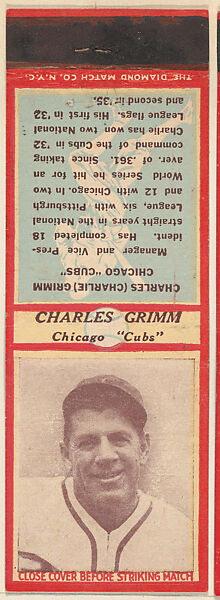 THE DIAMOND MATCH CO. N.Y.C.
CHARLES (CHARLIE) GRIMM
CHICAGO "CUBS"
Manager and Vice Pres-
ident. Has completed 18
straight years in the National
League, six with Pittsburgh
and 12 with Chicago. In two
World Series he hit for an
aver. of .361. Since taking
command of the Cubs in '32
Charlie has won two National
League flags. His first in '32
and second in '35.
CHARLES GRIMM
Chicago "Cubs"
CLOSE COVER BEFORE STRIKING MATCH